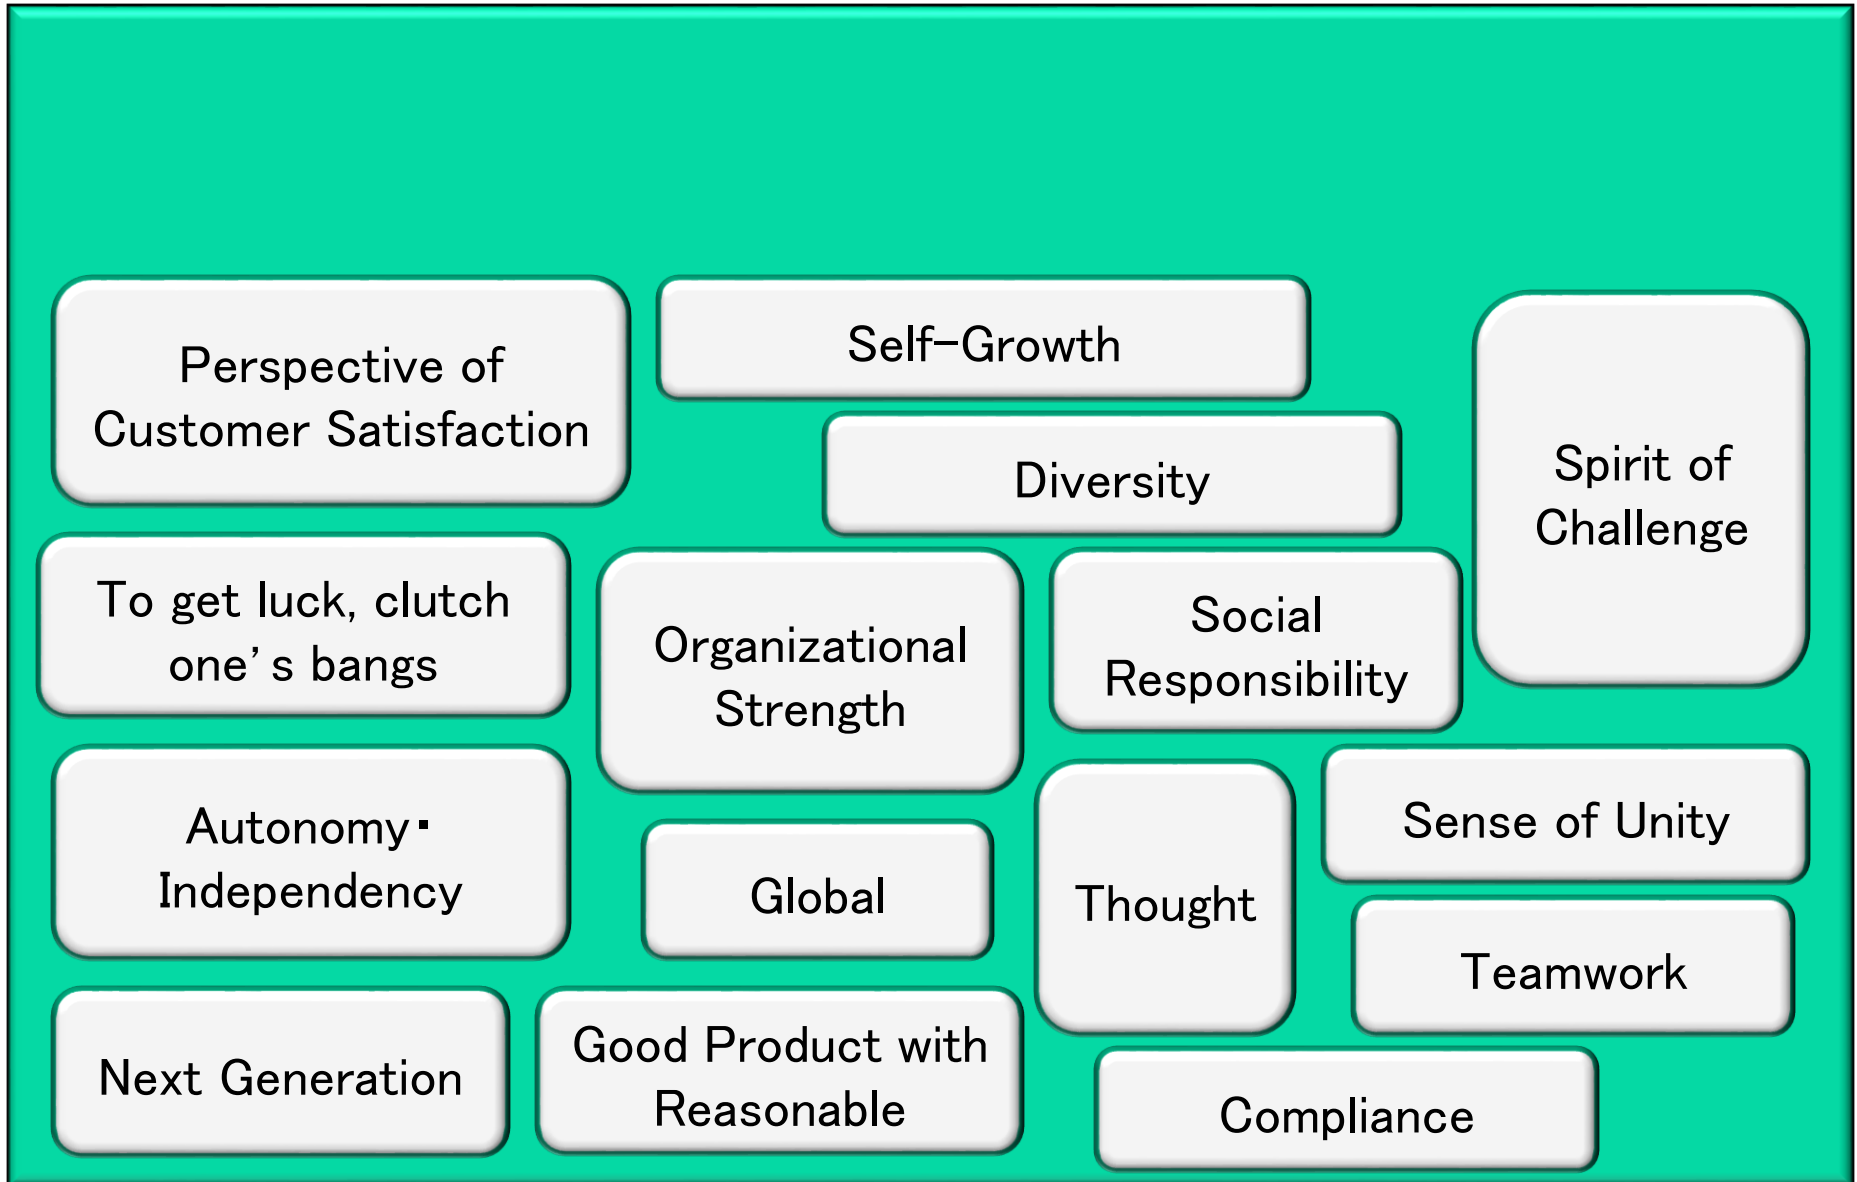 Perspective of
Customer Satisfaction
Self-Growth
Diversity
Spirit of
Challenge
To get luck, clutch
one’s bangs
Organizational
Strength
Social
Responsibility
Autonomy・
Independency
Global
Thought
Sense of Unity
Teamwork
Next Generation
Good Product with
Reasonable
Compliance